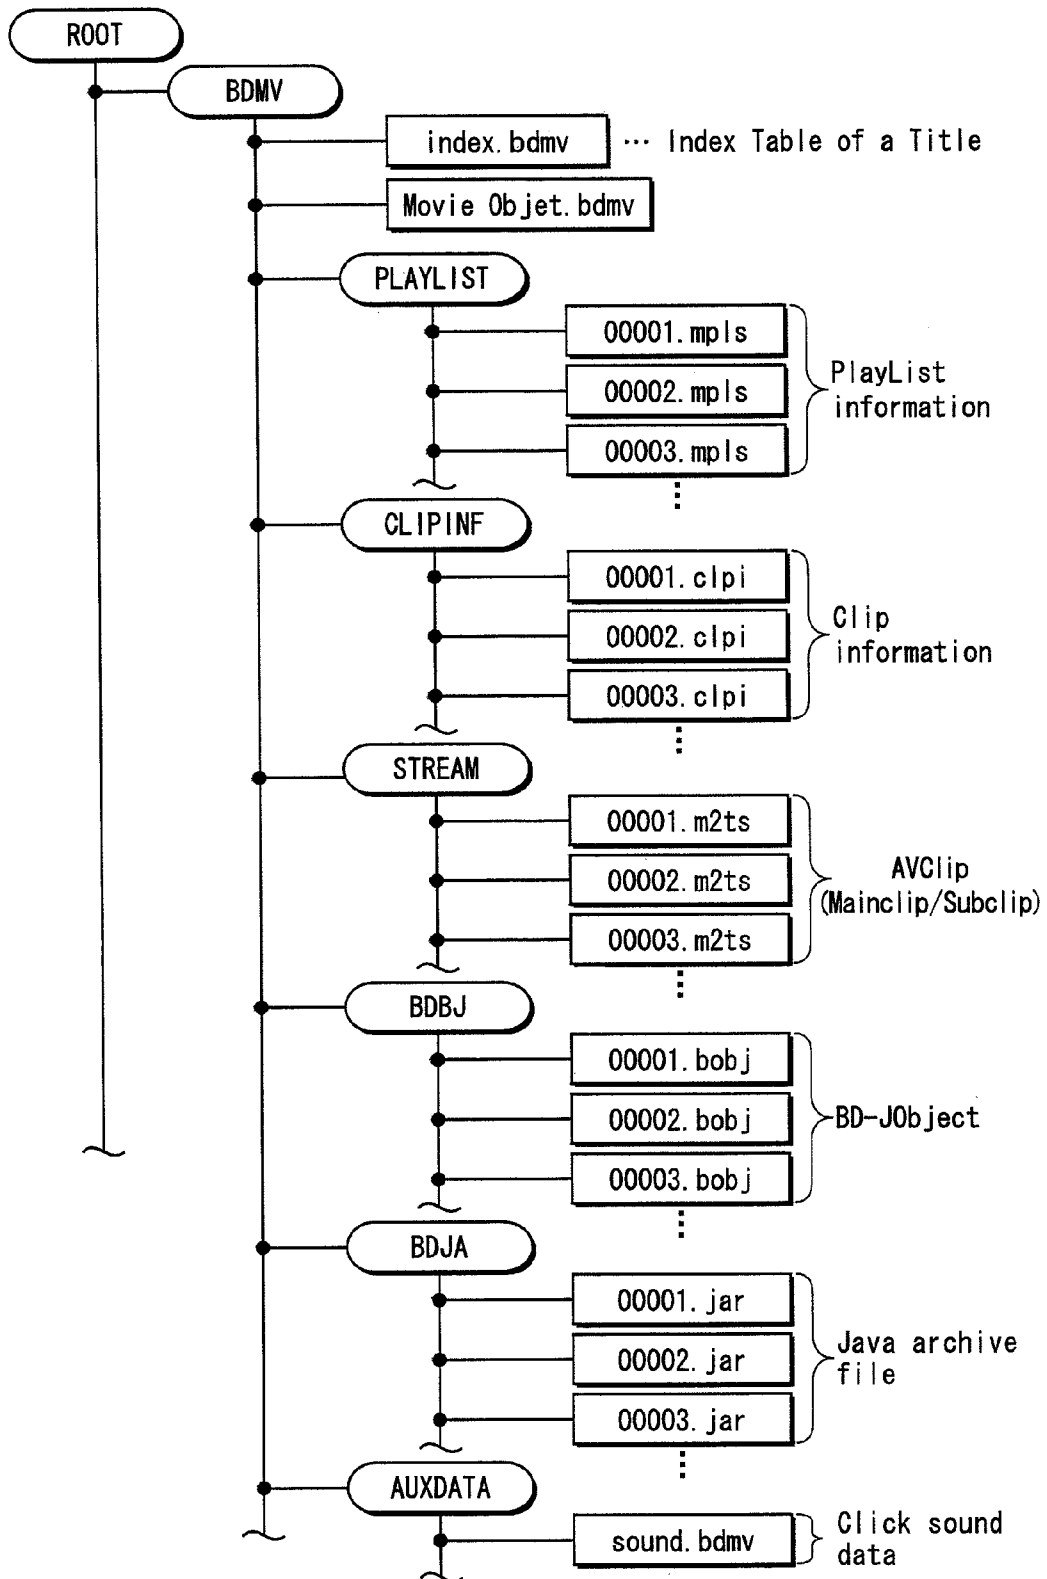 ROOT
BDMV
index.bdmv ... Index Table of a Title
Movie Objet.bdmv
PLAYLIST
00001.mpls
00002.mpls
00003.mpls
PlayList
information
CLIPINF
00001.clpi
00002.clpi
00003.clpi
Clip
information
STREAM
00001.m2ts
00002.m2ts
00003.m2ts
AVClip
(Mainclip/Subclip)
BDBJ
00001.bobj
00002.bobj
00003.bobj
BD-JObject
BDJA
00001.jar
00002.jar
00003.jar
Java archive
file
AUXDATA
sound.bdmv
Click sound
data